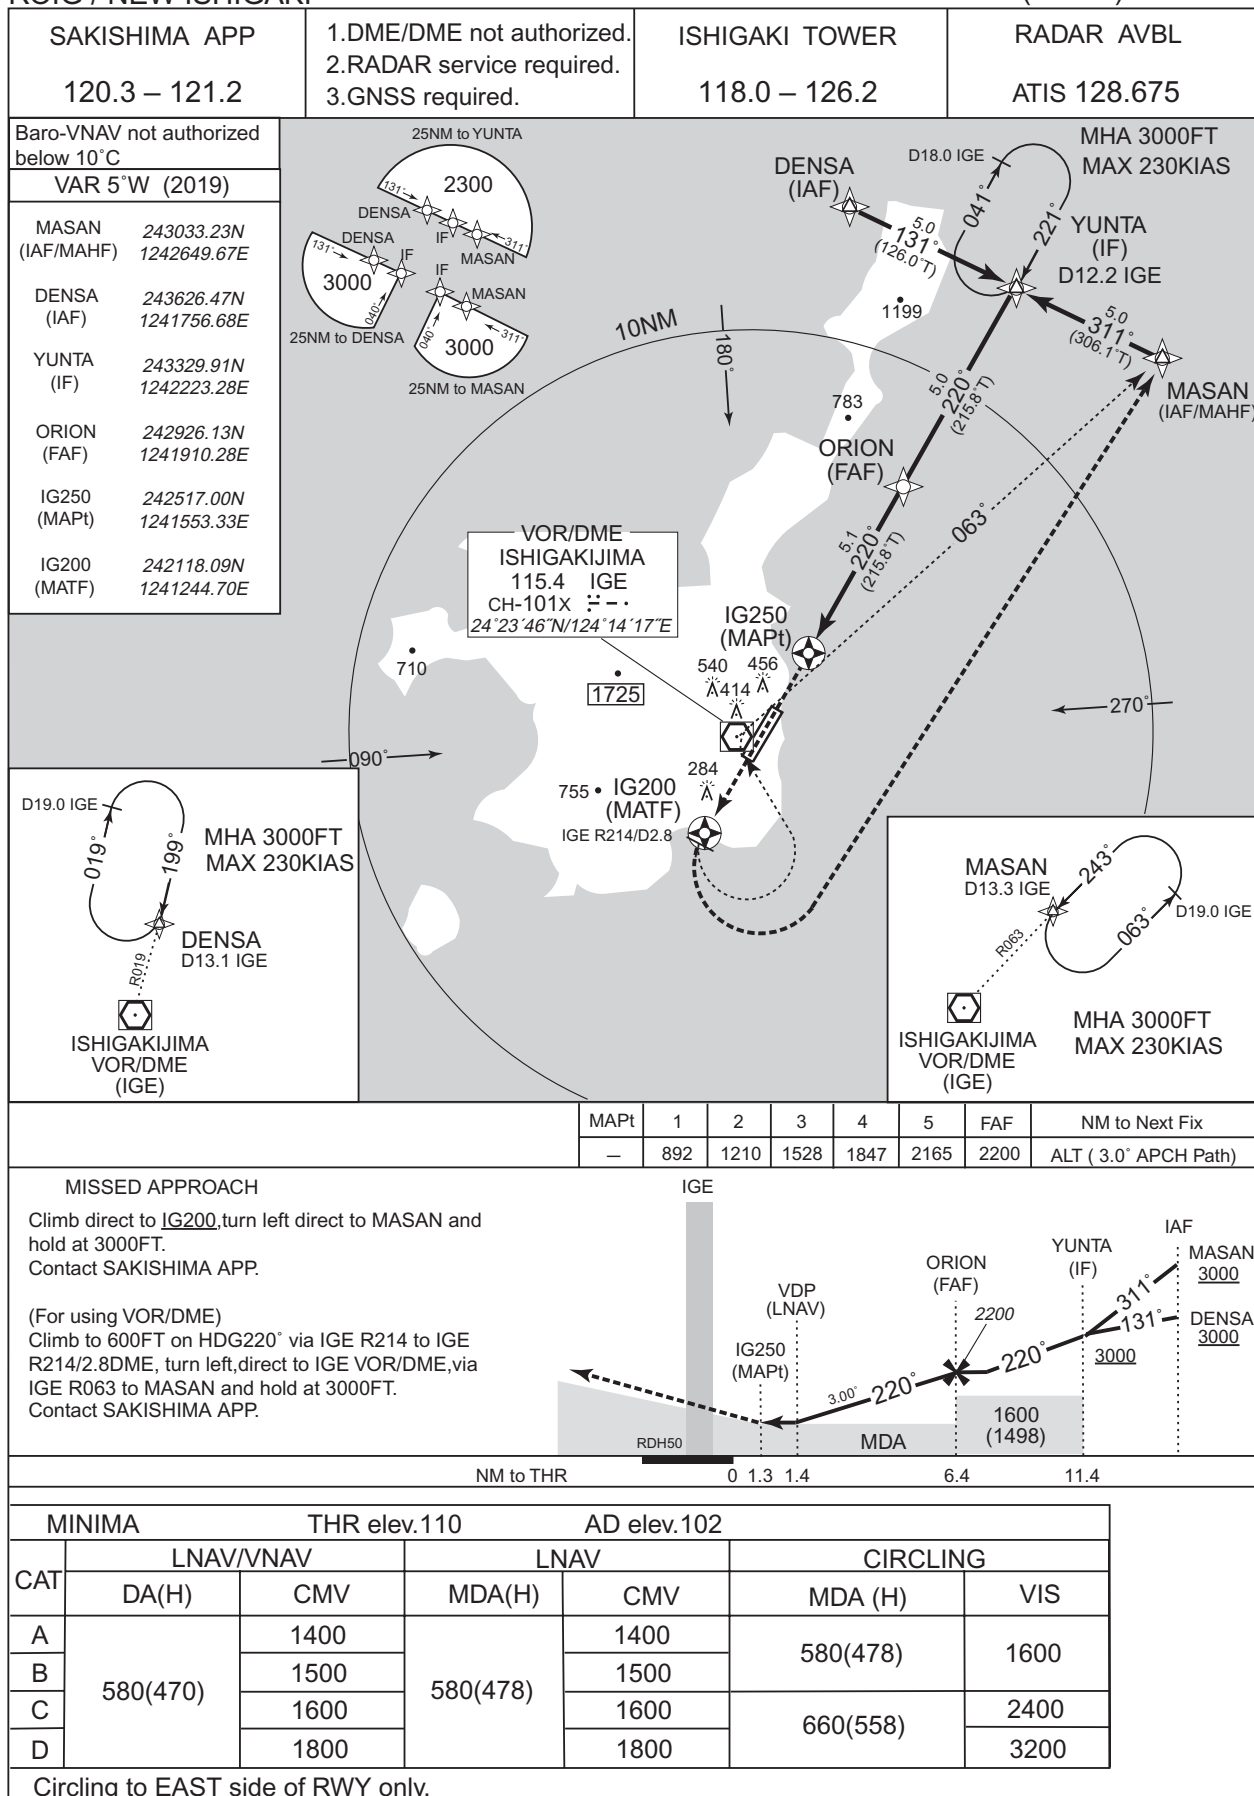 ROIG / NEW ISHIGAKI
SAKISHIMA APP
120.3 – 121.2
1.DME/DME not authorized.
2.RADAR service required.
3.GNSS required.
ISHIGAKI TOWER
118.0 – 126.2
RADAR AVBL
ATIS 128.675
Baro-VNAV not authorized
below 10˚C
VAR 5˚W (2019)
MASAN 243033.23N
(IAF/MAHF) 1242649.67E
DENSA 243626.47N
(IAF) 1241756.68E
YUNTA 243329.91N
(IF) 1242223.28E
ORION 242926.13N
(FAF) 1241910.28E
IG250 242517.00N
(MAPt) 1241553.33E
IG200 242118.09N
(MATF) 1241244.70E
25NM to YUNTA
131˚
2300
DENSA
IF
MASAN
311˚
131˚
DENSA
IF
3000
040˚
25NM to DENSA
IF
MASAN
040˚
311˚
3000
25NM to MASAN
DENSA
(IAF)
D18.0 IGE
MHA 3000FT
MAX 230KIAS
041˚
221˚
5.0
131˚
(126.0˚T)
YUNTA
(IF)
D12.2 IGE
1199
5.0
311˚
(306.1˚T)
MASAN
(IAF/MAHF)
10NM
180˚
783
5.0
220˚
(215.8˚T)
ORION
(FAF)
063˚
5.1
220˚
(215.8˚T)
VOR/DME
ISHIGAKIJIMA
115.4 IGE
CH-101X
24˚23´46˝N/124˚14´17˝E
IG250
(MAPt)
710
1725
540
456
414
270˚
090˚
284
755
IG200
(MATF)
IGE R214/D2.8
D19.0 IGE
019˚
199˚
MHA 3000FT
MAX 230KIAS
DENSA
D13.1 IGE
R019
ISHIGAKIJIMA
VOR/DME
(IGE)
MASAN
D13.3 IGE
243˚
063˚
D19.0 IGE
R063
ISHIGAKIJIMA
VOR/DME
(IGE)
MHA 3000FT
MAX 230KIAS
MAPt 1 2 3 4 5 FAF NM to Next Fix
– 892 1210 1528 1847 2165 2200 ALT ( 3.0˚ APCH Path)
MISSED APPROACH
Climb direct to IG200,turn left direct to MASAN and
hold at 3000FT.
Contact SAKISHIMA APP.
(For using VOR/DME)
Climb to 600FT on HDG220˚ via IGE R214 to IGE
R214/2.8DME, turn left,direct to IGE VOR/DME,via
IGE R063 to MASAN and hold at 3000FT.
Contact SAKISHIMA APP.
IGE
IAF
MASAN
3000
DENSA
3000
YUNTA
(IF)
311˚
131˚
3000
ORION
(FAF)
2200
220˚
VDP
(LNAV)
IG250
(MAPt)
3.00˚
220˚
1600
(1498)
MDA
RDH50
NM to THR 0 1.3 1.4 6.4 11.4
MINIMA THR elev.110 AD elev.102
CAT LNAV/VNAV LNAV CIRCLING
DA(H) CMV MDA(H) CMV MDA (H) VIS
A 580(470) 1400 580(478) 1400 580(478) 1600
B 1500 1500
C 1600 1600 660(558) 2400
D 1800 1800 3200
Circling to EAST side of RWY only.